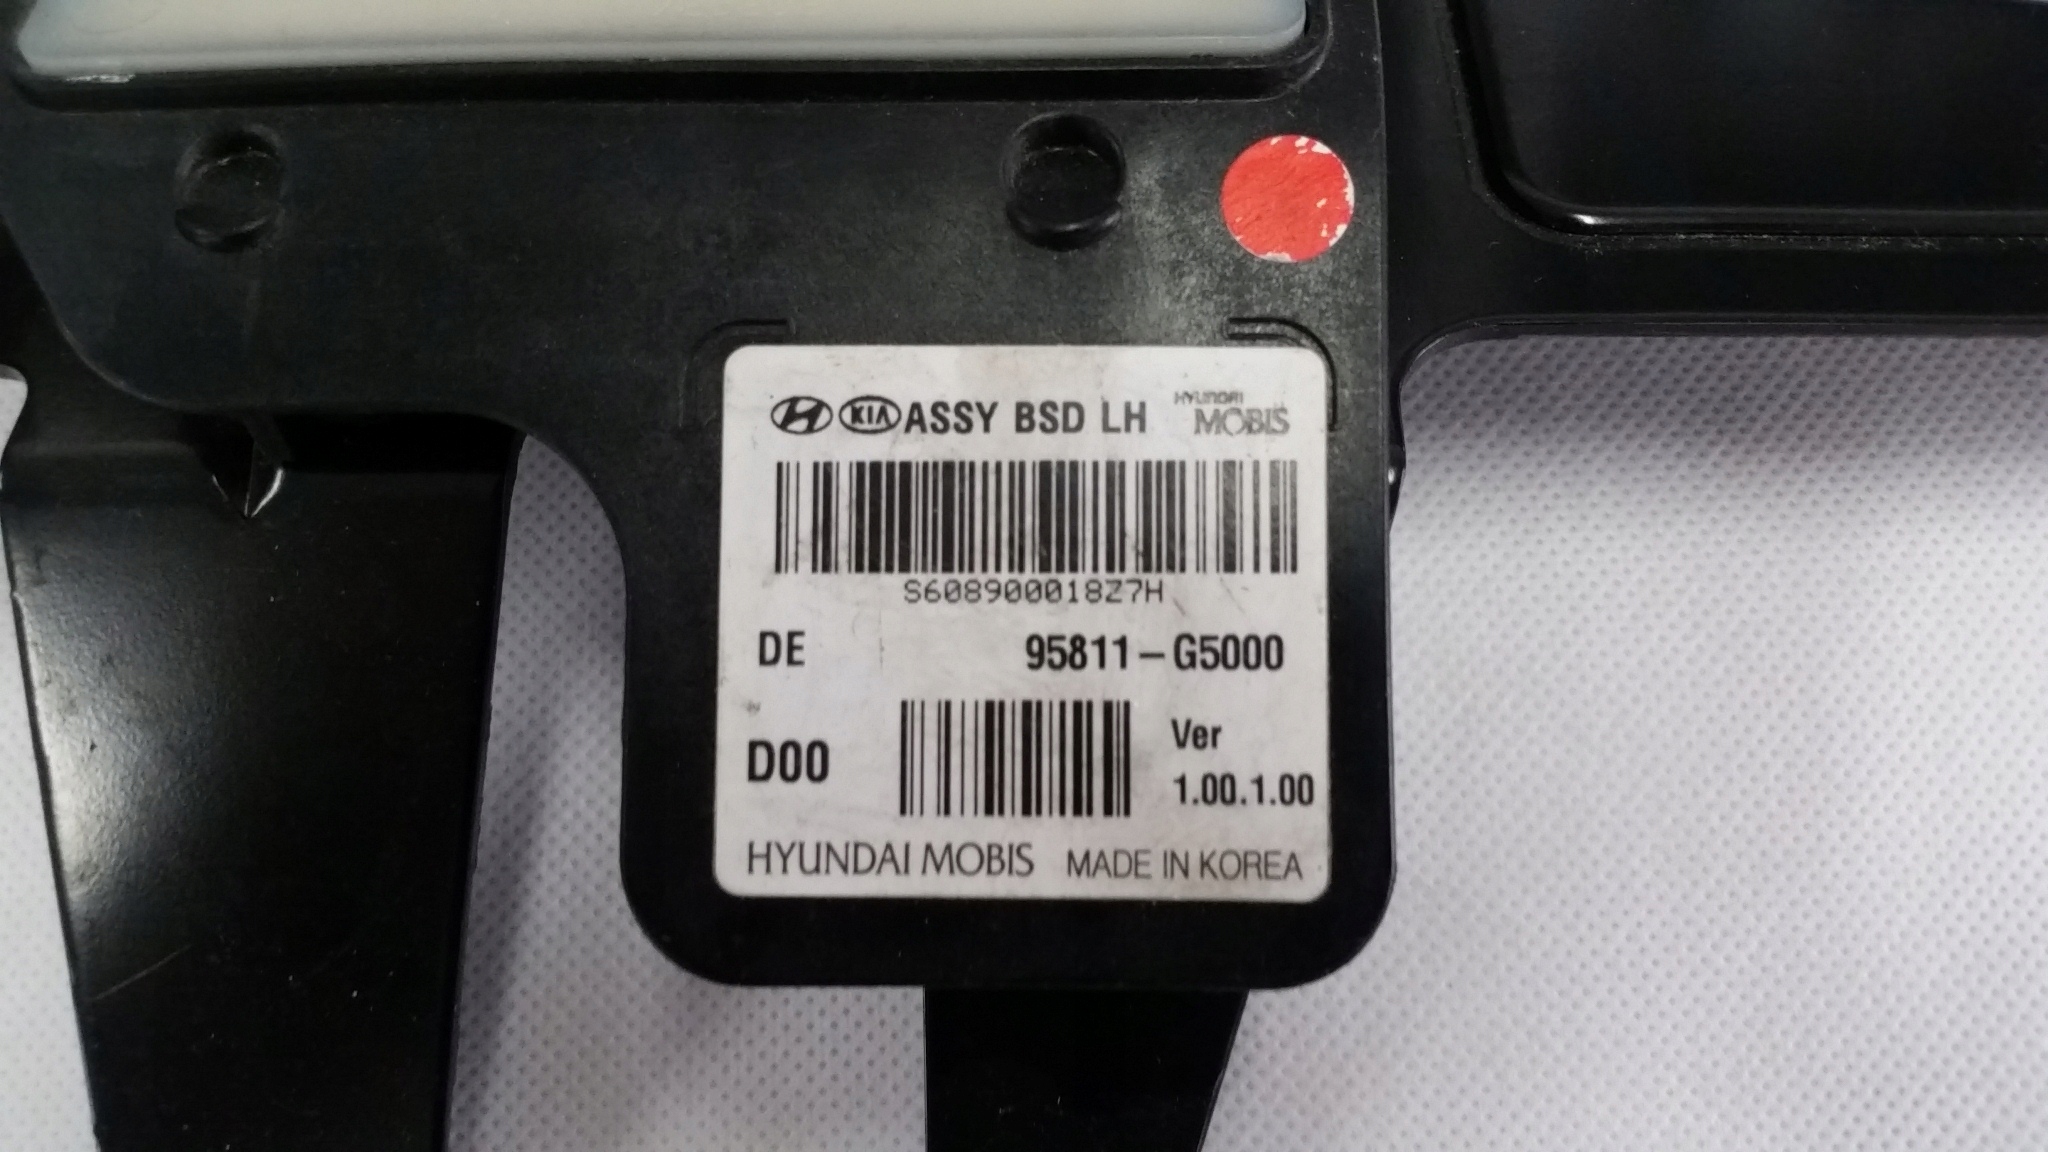 H KIA ASSY BSD LH HYUNDAI MOBIS
S608900018Z7H
DE 95811-G5000
D00 Ver 1.00.1.00
HYUNDAI MOBIS MADE IN KOREA